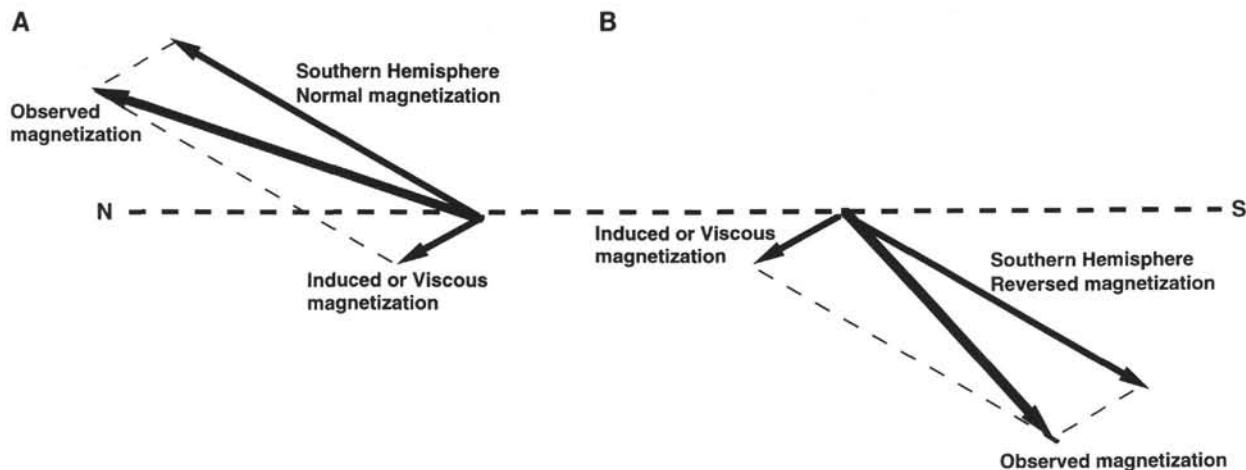 A
B
Southern Hemisphere
Normal magnetization
Observed
magnetization
N
S
Induced or Viscous
magnetization
Induced or Viscous
magnetization
Southern Hemisphere
Reversed magnetization
Observed magnetization